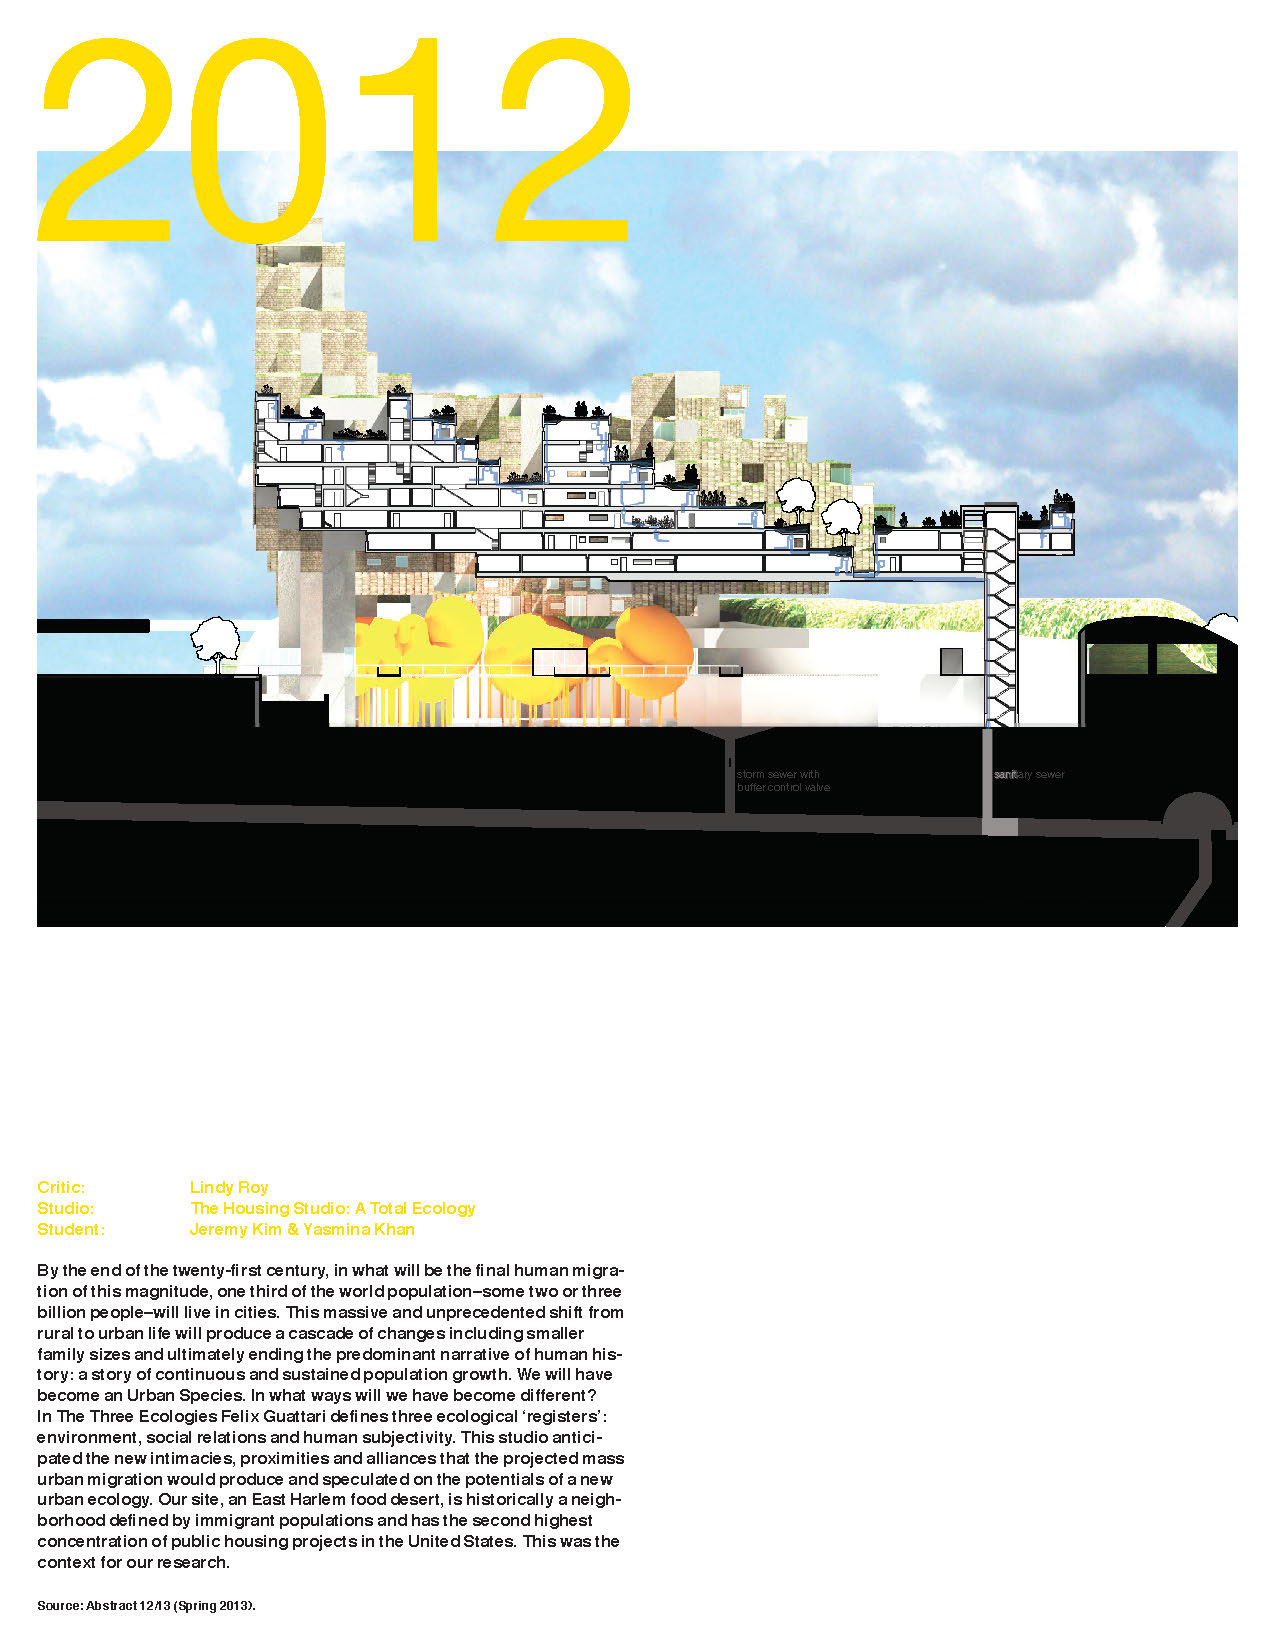 2012
storm sewer with
buffer control valve
sanitary sewer
Critic: Lindy Roy
Studio: The Housing Studio: A Total Ecology
Student: Jeremy Kim & Yasmina Khan
By the end of the twenty-first century, in what will be the final human migra-
tion of this magnitude, one third of the world population–some two or three
billion people–will live in cities. This massive and unprecedented shift from
rural to urban life will produce a cascade of changes including smaller
family sizes and ultimately ending the predominant narrative of human his-
tory: a story of continuous and sustained population growth. We will have
become an Urban Species. In what ways will we have become different?
In The Three Ecologies Felix Guattari defines three ecological ‘registers’:
environment, social relations and human subjectivity. This studio antici-
pated the new intimacies, proximities and alliances that the projected mass
urban migration would produce and speculated on the potentials of a new
urban ecology. Our site, an East Harlem food desert, is historically a neigh-
borhood defined by immigrant populations and has the second highest
concentration of public housing projects in the United States. This was the
context for our research.
Source: Abstract 12/13 (Spring 2013).